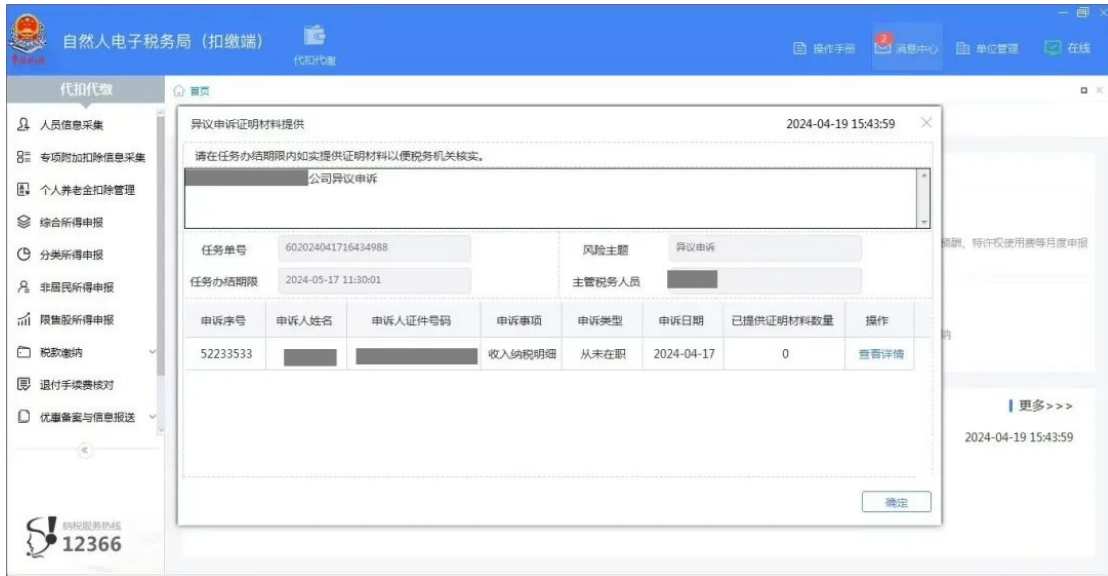 自然人电子税务局（扣缴端）
代扣代缴
操作手册
2
消息中心
单位管理
在线
代扣代缴
首页
人员信息采集
专项附加扣除信息采集
个人养老金扣除管理
综合所得申报
分类所得申报
非居民所得申报
限售股所得申报
税款缴纳
退付手续费核对
优惠备案与信息报送
纳税服务热线
12366
异议申诉证明材料提供 2024-04-19 15:43:59
请在任务办结期限内如实提供证明材料以便税务机关核实。
公司异议申诉
任务单号 602024041716434988 风险主题 异议申诉
任务办结期限 2024-05-17 11:30:01 主管税务人员
申诉序号 申诉人姓名 申诉人证件号码 申诉事项 申诉类型 申诉日期 已提供证明材料数量 操作
52233533 收入纳税明细 从未在职 2024-04-17 0 查看详情
确定
酬、特许权使用费等月度申报
纳
更多>>>
2024-04-19 15:43:59